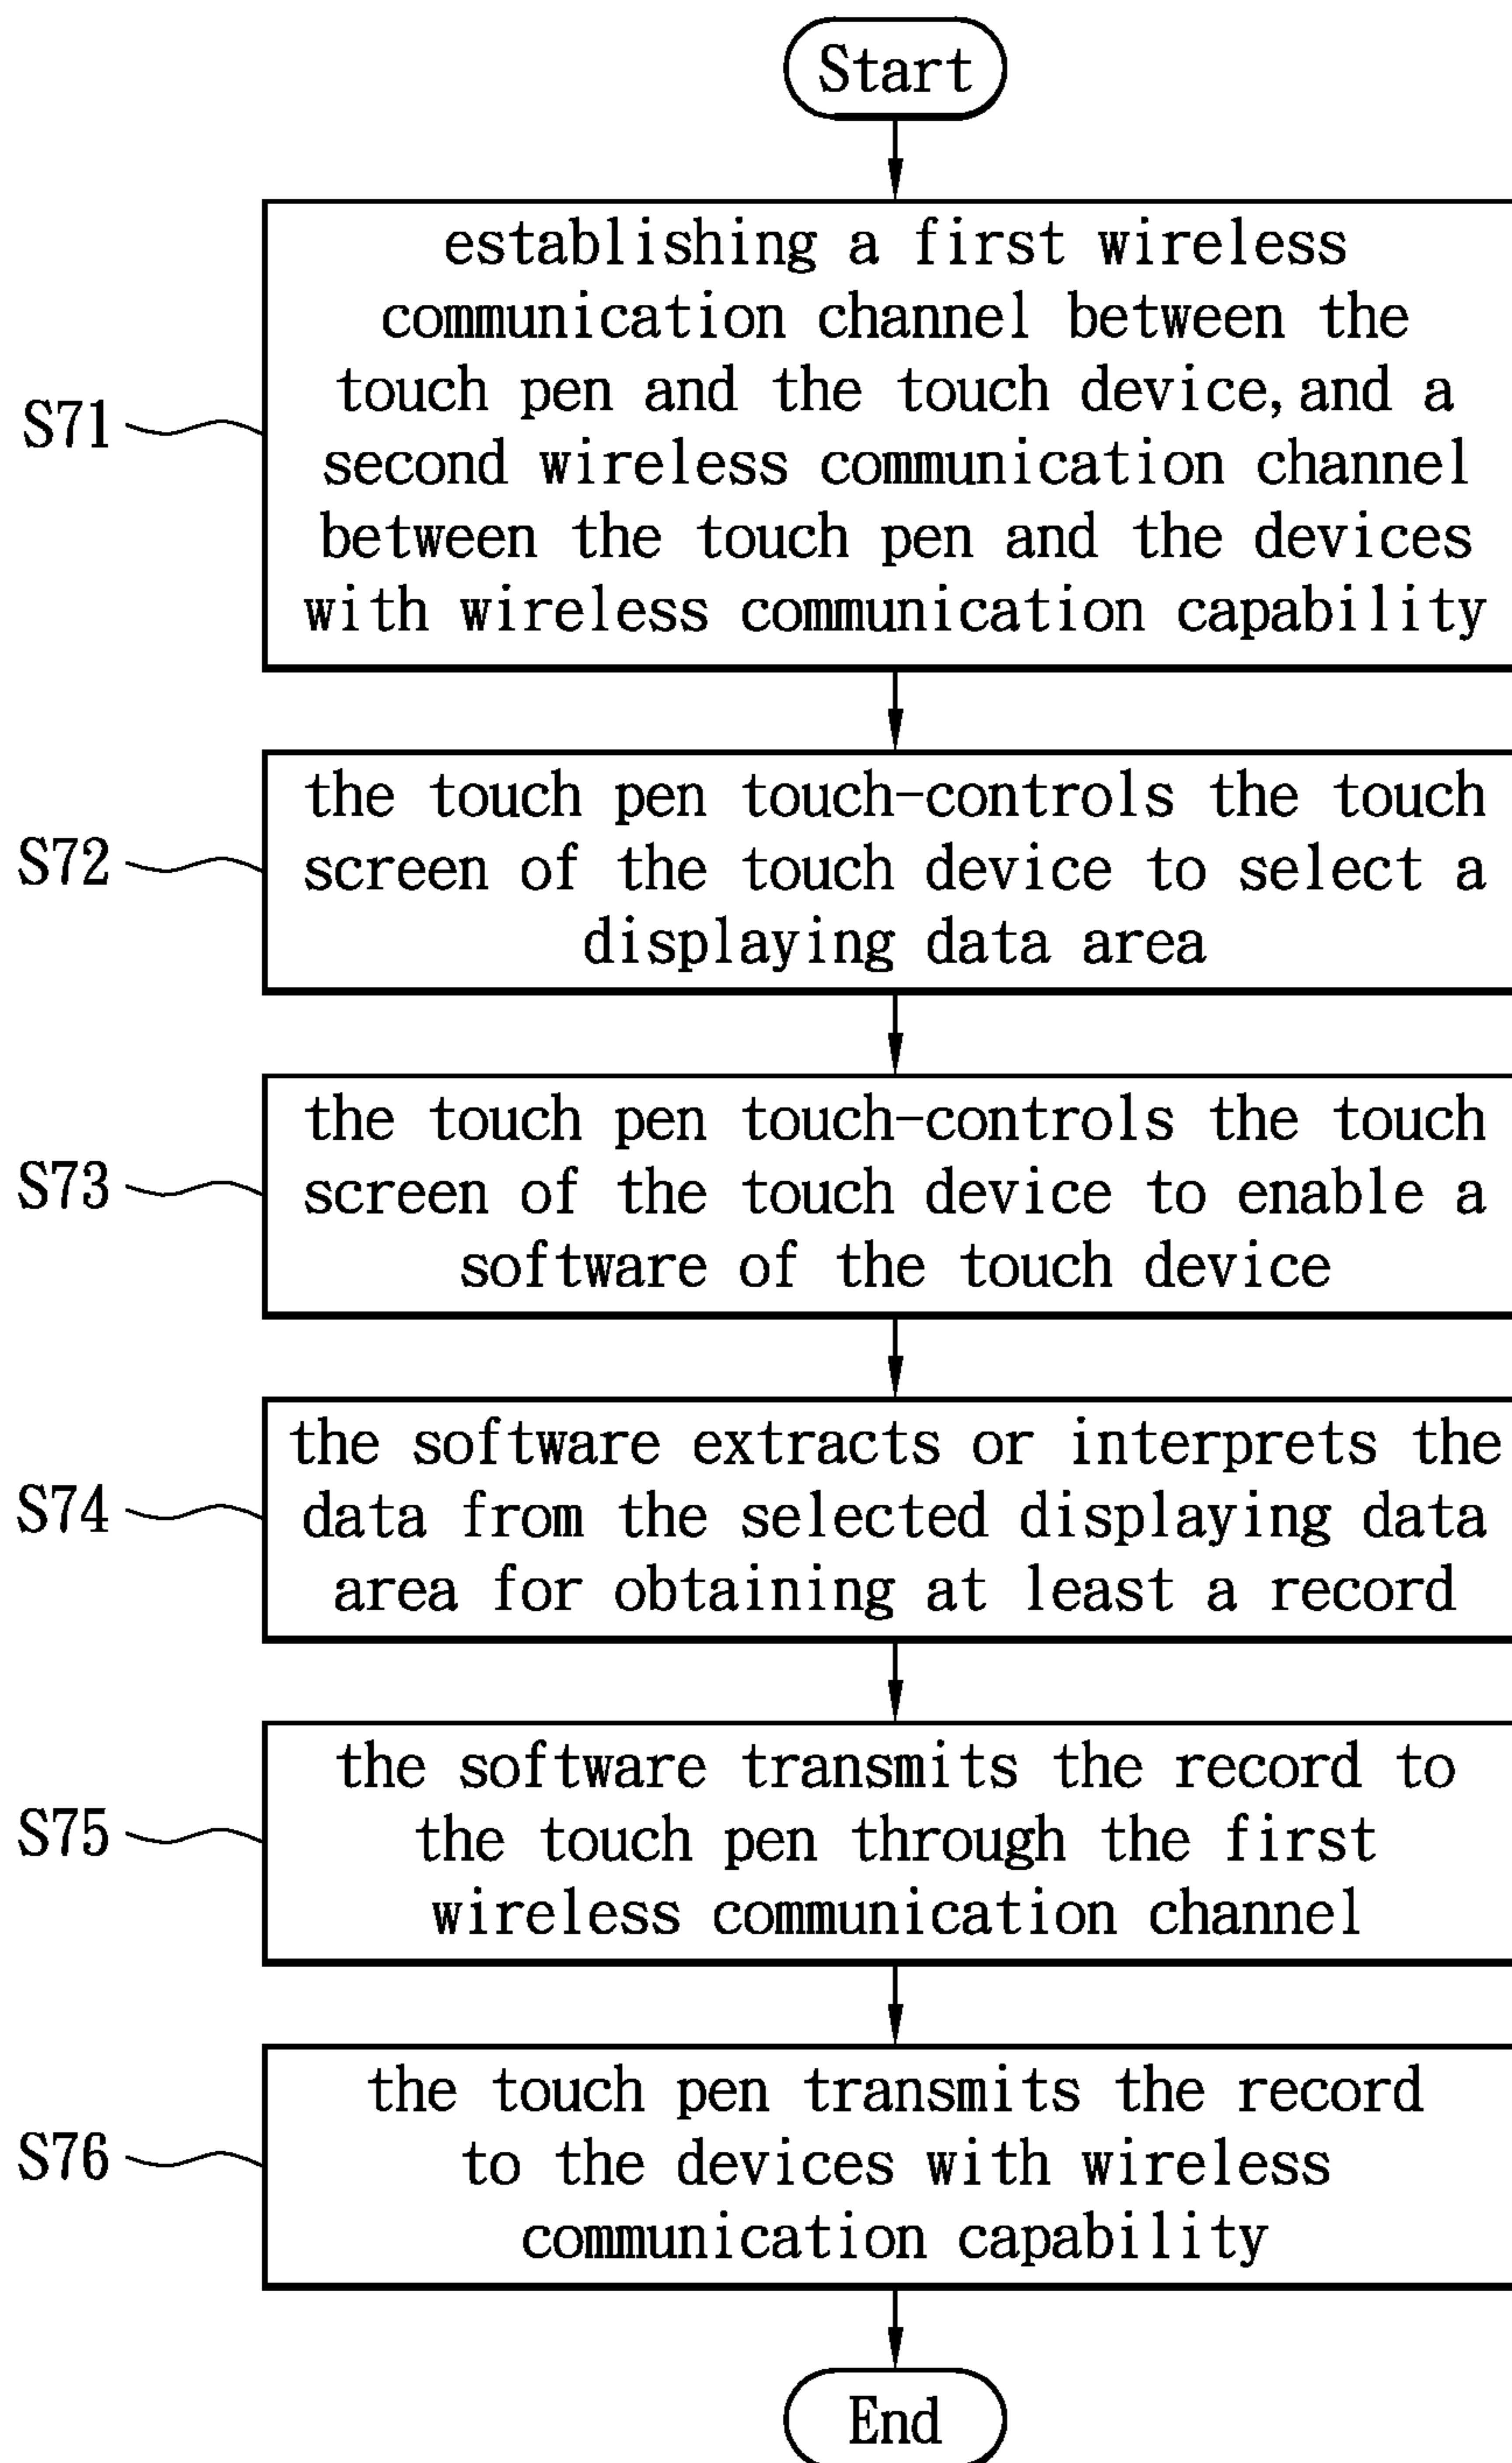 Start
establishing a first wireless
communication channel between the
touch pen and the touch device, and a
S71
second wireless communication channel
between the touch pen and the devices
with wireless communication capability
the touch pen touch-controls the touch
S72
screen of the touch device to select a
displaying data area
the touch pen touch-controls the touch
S73
screen of the touch device to enable a
software of the touch device
the software extracts or interprets the
S74
data from the selected displaying data
area for obtaining at least a record
the software transmits the record to
S75
the touch pen through the first
wireless communication channel
the touch pen transmits the record
S76
to the devices with wireless
communication capability
End